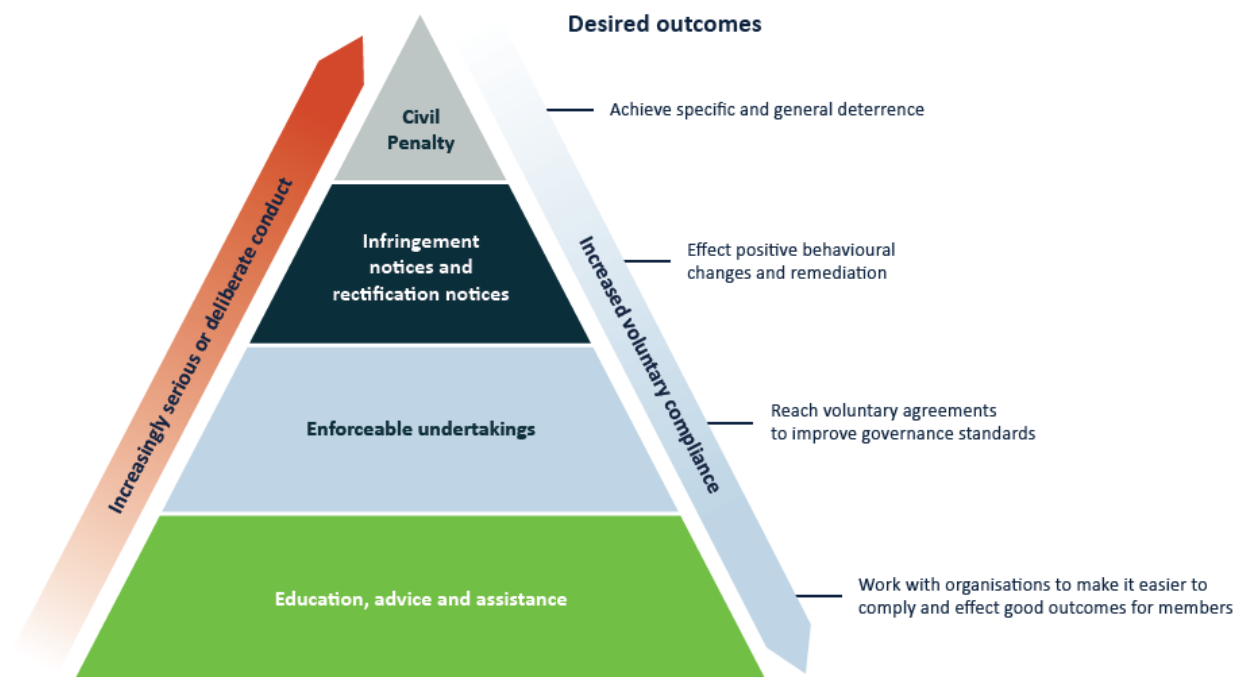 Desired outcomes
Civil
Penalty
Achieve specific and general deterrence
Infringement
notices and
rectification notices
Effect positive behavioural
changes and remediation
Increasingly serious or deliberate conduct
Increased voluntary compliance
Enforceable undertakings
Reach voluntary agreements
to improve governance standards
Education, advice and assistance
Work with organisations to make it easier to
comply and effect good outcomes for members